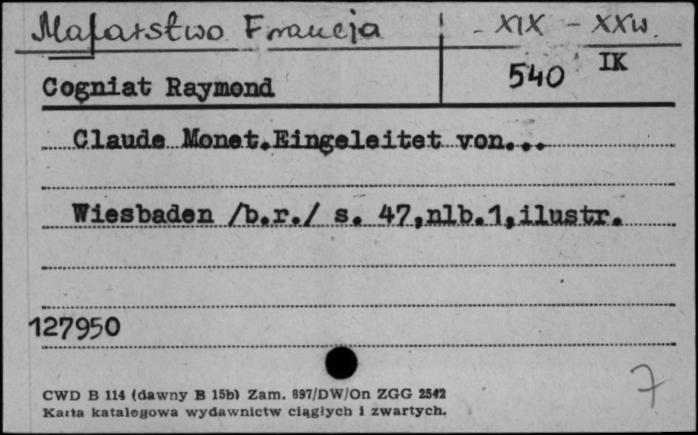 Malarstwo Francja XIX - XX w.
Cogniat Raymond 540 IK
Claude Monet.Eingeleitet von...
Wiesbaden /b.r./ s. 47,nlb.1,ilustr.
127950
7
CWD B 114 (dawny B 15b) Zam. 897/DW/On ZGG 2542
Karta katalogowa wydawnictw ciągłych i zwartych.